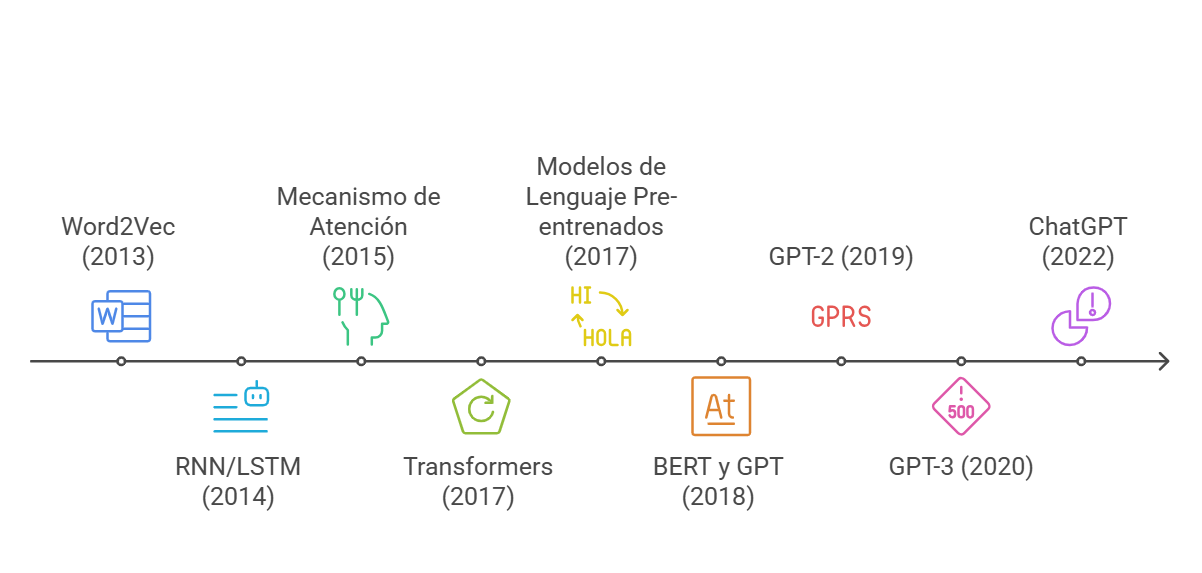 Word2Vec
(2013)
W
RNN/LSTM
(2014)
Mecanismo de
Atención
(2015)
Transformers
(2017)
Modelos de
Lenguaje Pre-
entrenados
(2017)
HI
HOLA
At
BERT y GPT
(2018)
GPT-2 (2019)
GPRS
!
500
GPT-3 (2020)
ChatGPT
(2022)
!